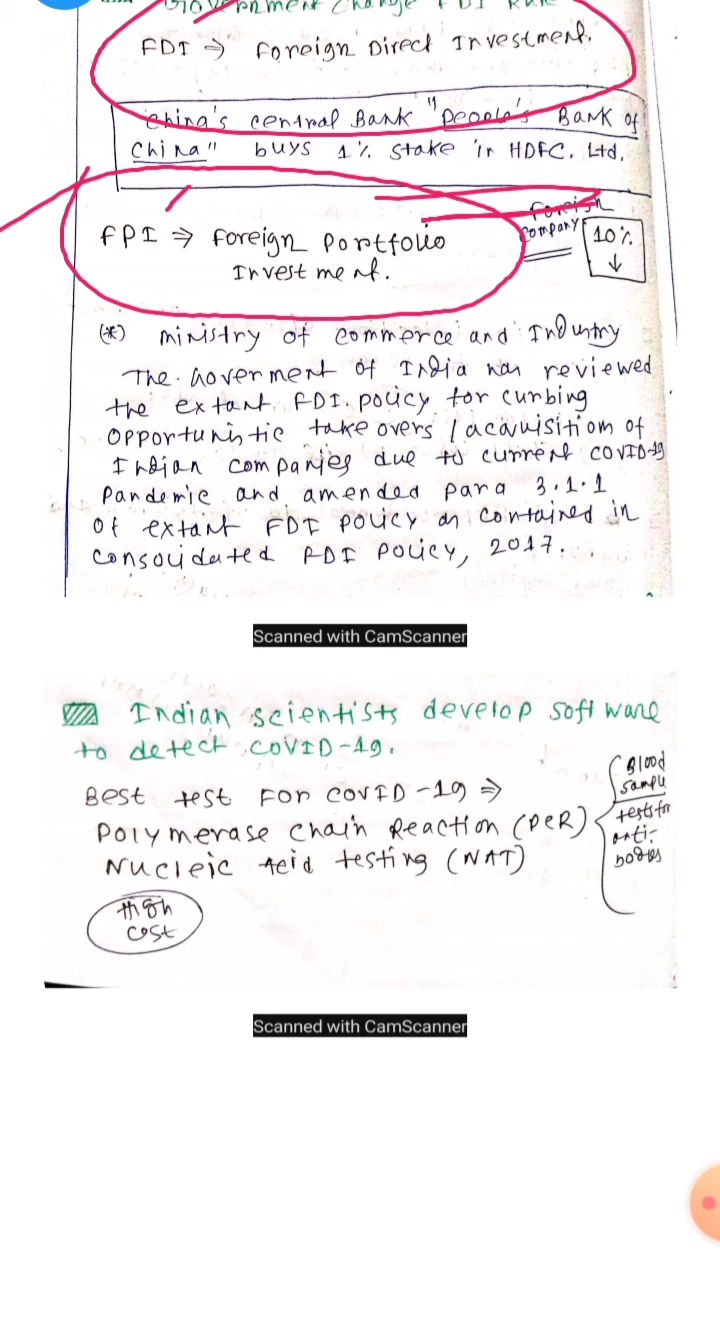 Government Change FDI Rule
FDI ⇒ Foreign Direct Investment.
China's central Bank "People's Bank of
China" buys 1% stake in HDFC. Ltd.
FPI ⇒ Foreign Portfolio
Investment.
Foreign
Company
10%
↓
(*) Ministry of Commerce and Industry
The Goverment of India has reviewed
the extant FDI policy for curbing
opportunistic takeovers / acquisition of
Indian companies due to current COVID-19
Pandemic and amended para 3.1.1
of extant FDI policy as contained in
consolidated FDI Policy, 2017.
Scanned with CamScanner
Indian scientists develop software
to detect COVID-19.
Best test For COVID-19 ⇒
Polymerase Chain Reaction (PCR)
Nucleic Acid testing (NAT)
Blood
Sample
tests for
anti-
bodies
High
cost
Scanned with CamScanner